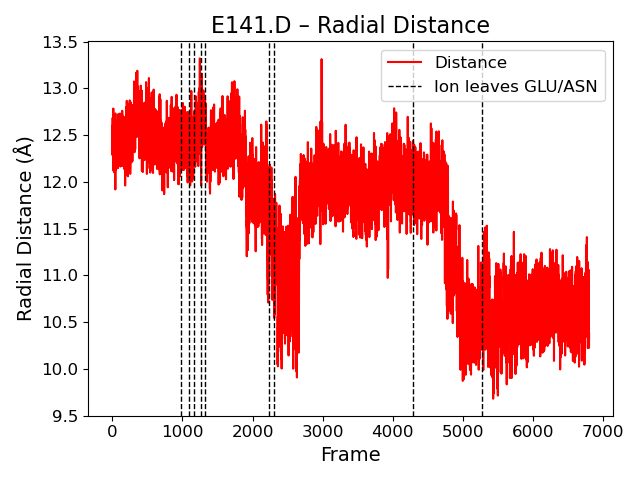 E141.D – Radial Distance
Distance
Ion leaves GLU/ASN
Radial Distance (Å)
13.5
13.0
12.5
12.0
11.5
11.0
10.5
10.0
9.5
0 1000 2000 3000 4000 5000 6000 7000
Frame